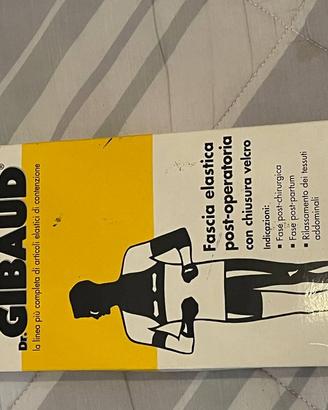 Dr. GIBAUD®
la linea più completa di articoli elastici di contenzione
Fascia elastica
post-operatoria
con chiusura velcro
Indicazioni:
▪ Fase post-chirurgica
▪ Fase post-partum
▪ Rilassamento dei tessuti
addominali